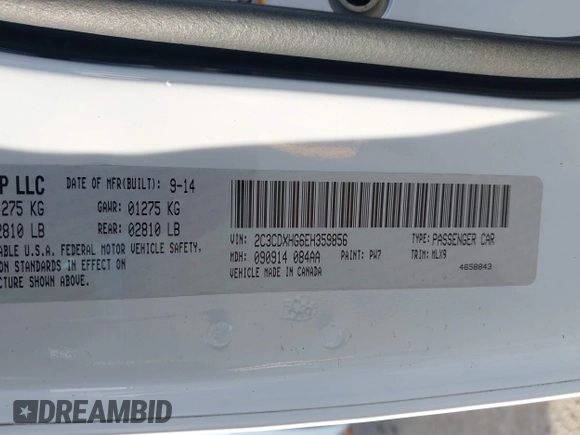 P LLC DATE OF MFR(BUILT): 9-14
1275 KG GAWR: 01275 KG
2810 LB REAR: 02810 LB
ABLE U.S.A. FEDERAL MOTOR VEHICLE SAFETY,
ON STANDARDS IN EFFECT ON
ACTURE SHOWN ABOVE.
VIN: 2C3CDXHG6EH359856 TYPE: PASSENGER CAR
MDH: 090914 084AA PAINT: PW7 TRIM: MLX9
VEHICLE MADE IN CANADA 4658843
DREAMBID